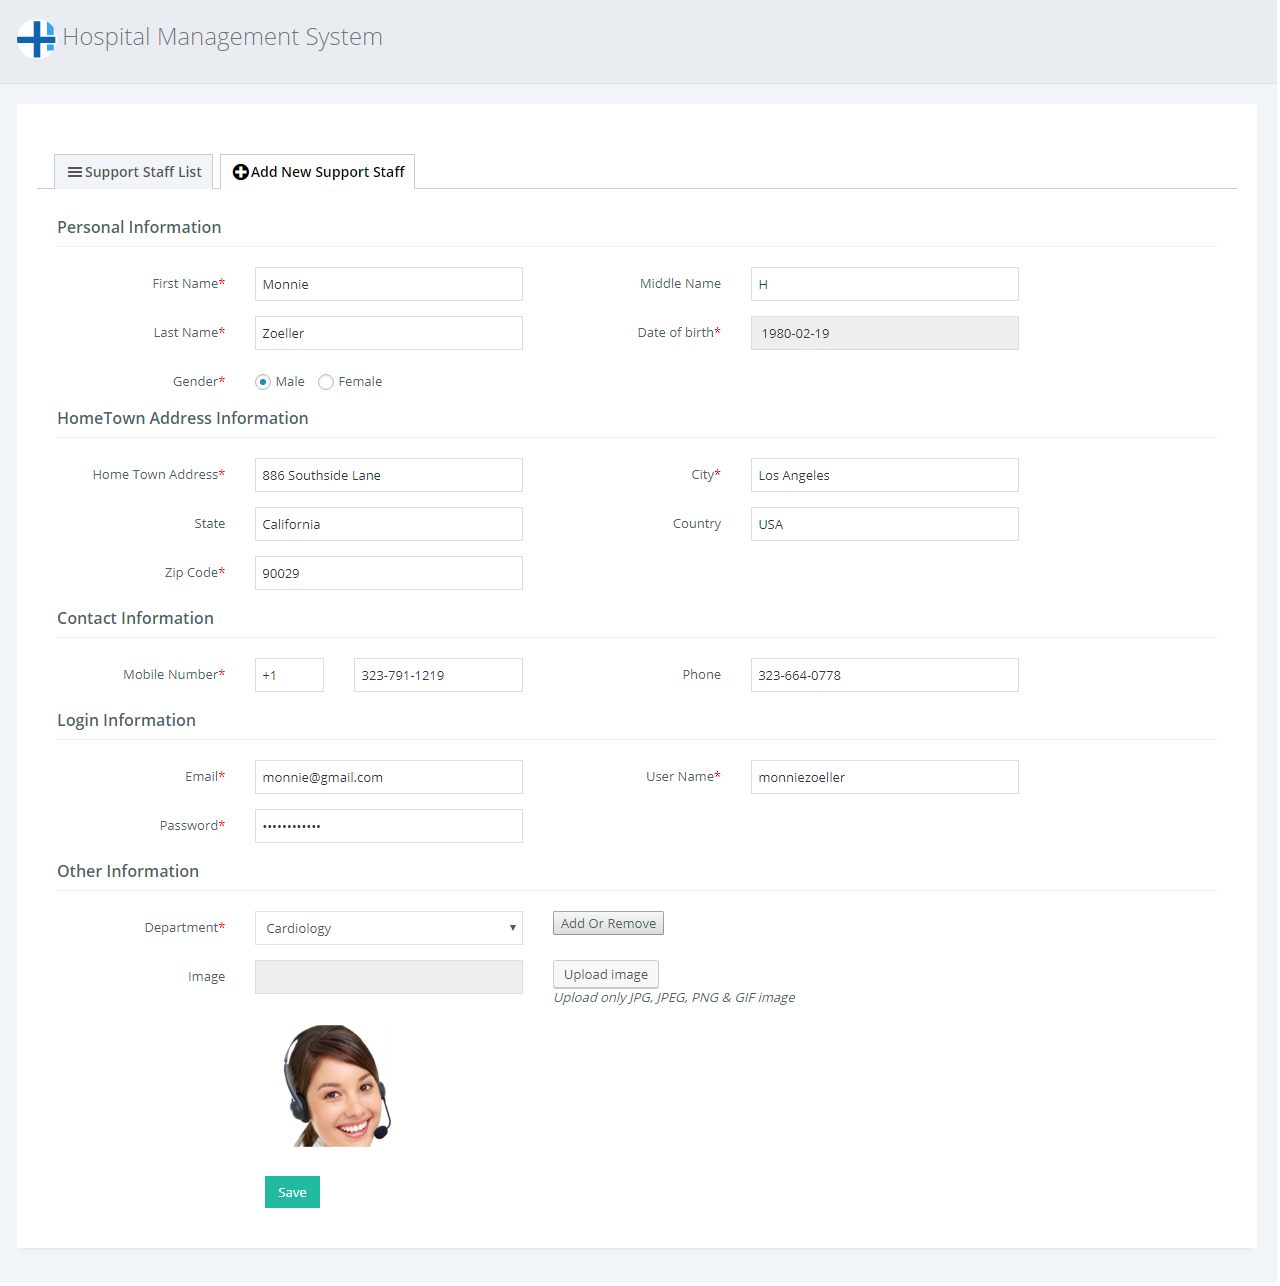 Hospital Management System
Support Staff List
Add New Support Staff
Personal Information
First Name* Monnie Middle Name H
Last Name* Zoeller Date of birth* 1980-02-19
Gender* Male Female
HomeTown Address Information
Home Town Address* 886 Southside Lane City* Los Angeles
State California Country USA
Zip Code* 90029
Contact Information
Mobile Number* +1 323-791-1219 Phone 323-664-0778
Login Information
Email* monnie@gmail.com User Name* monniezoeller
Password* ••••••••••••
Other Information
Department* Cardiology Add Or Remove
Image Upload image
Upload only JPG, JPEG, PNG & GIF image
Save